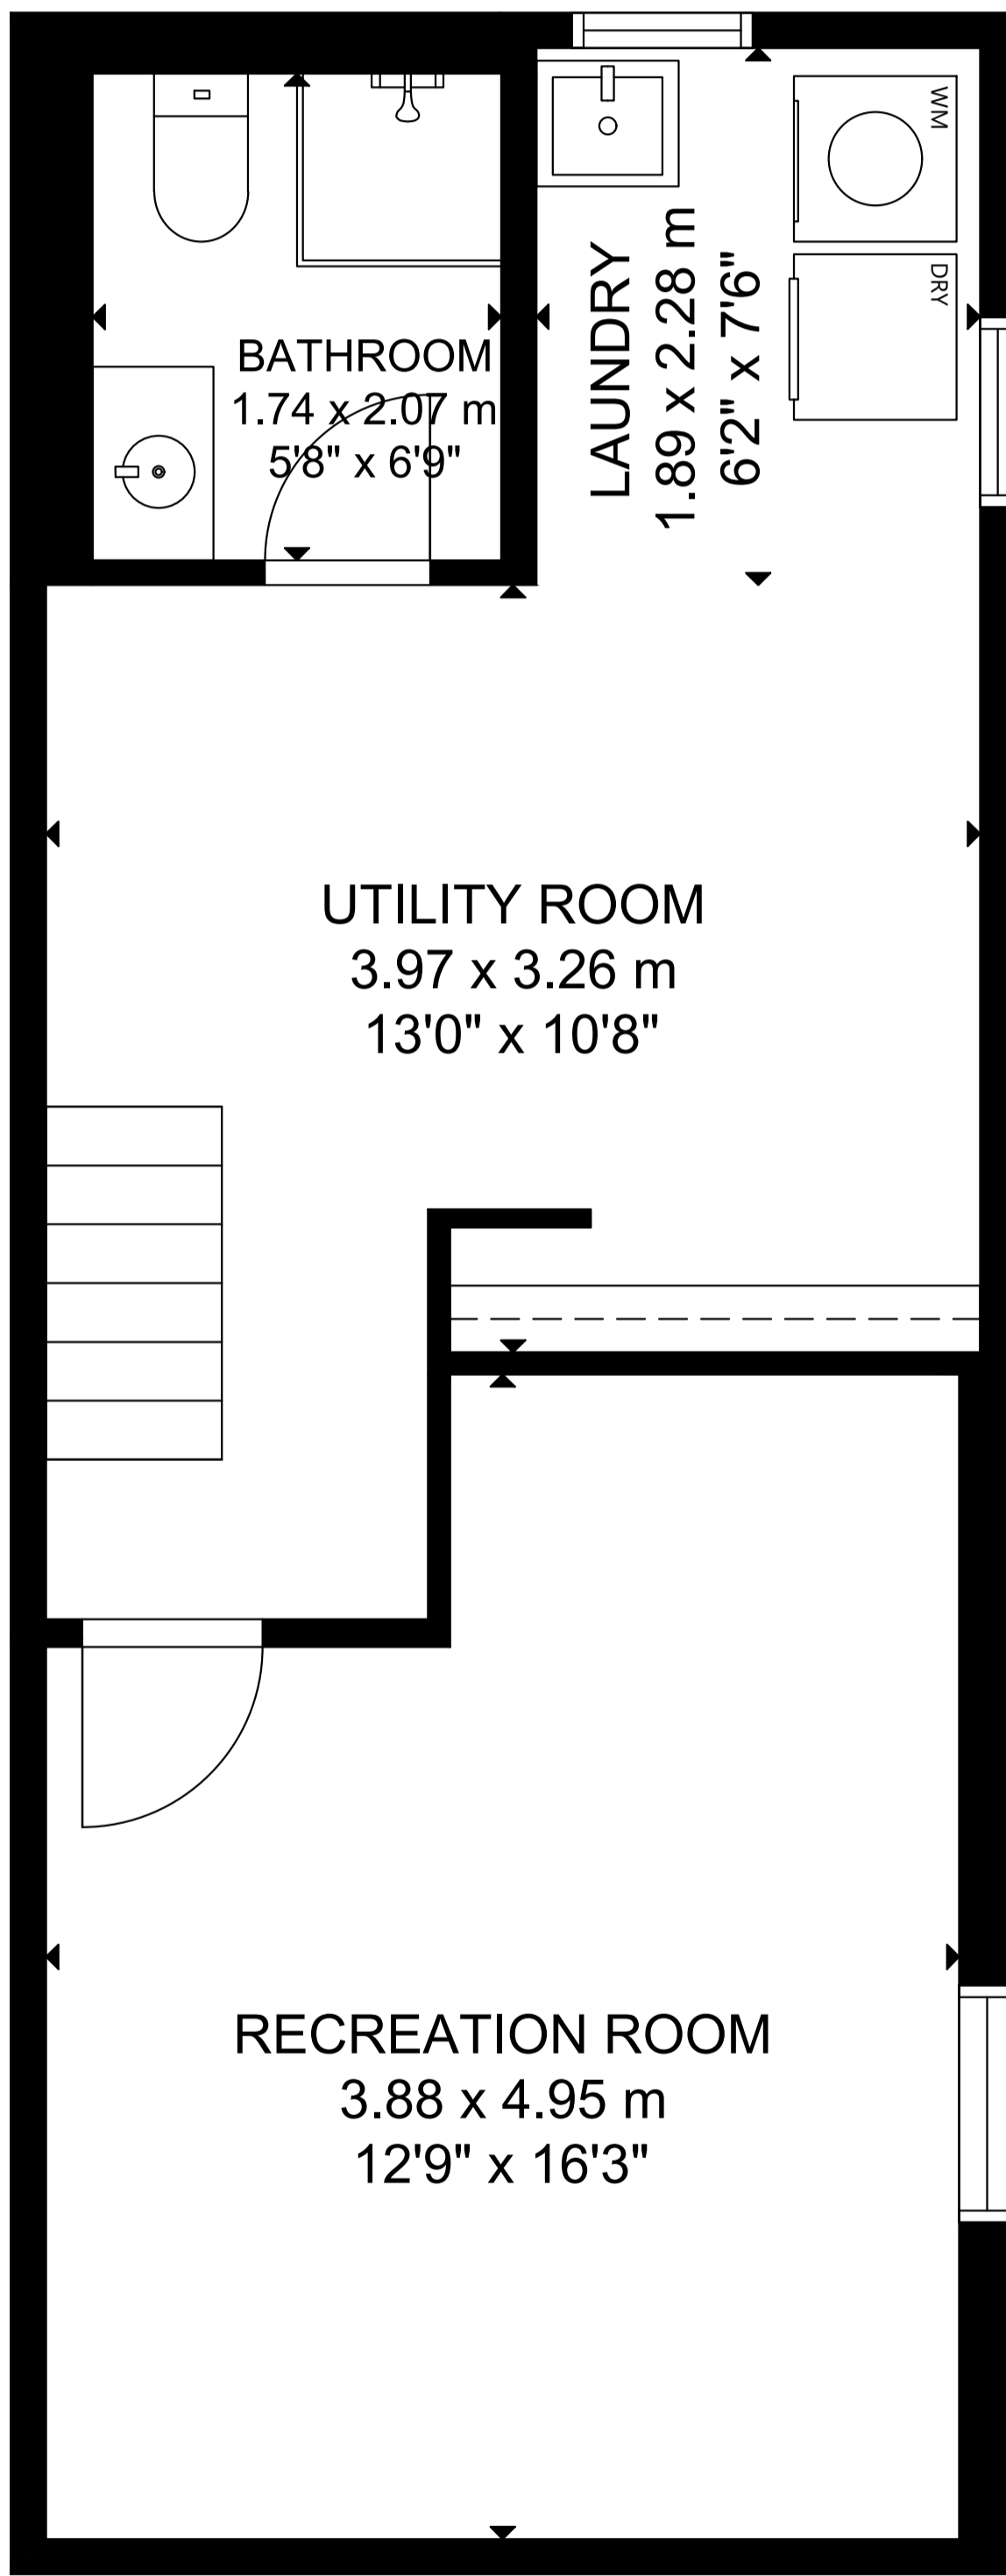 WM
DRY
BATHROOM
1.74 x 2.07 m
5'8" x 6'9"
LAUNDRY
1.89 x 2.28 m
6'2" x 7'6"
UTILITY ROOM
3.97 x 3.26 m
13'0" x 10'8"
RECREATION ROOM
3.88 x 4.95 m
12'9" x 16'3"